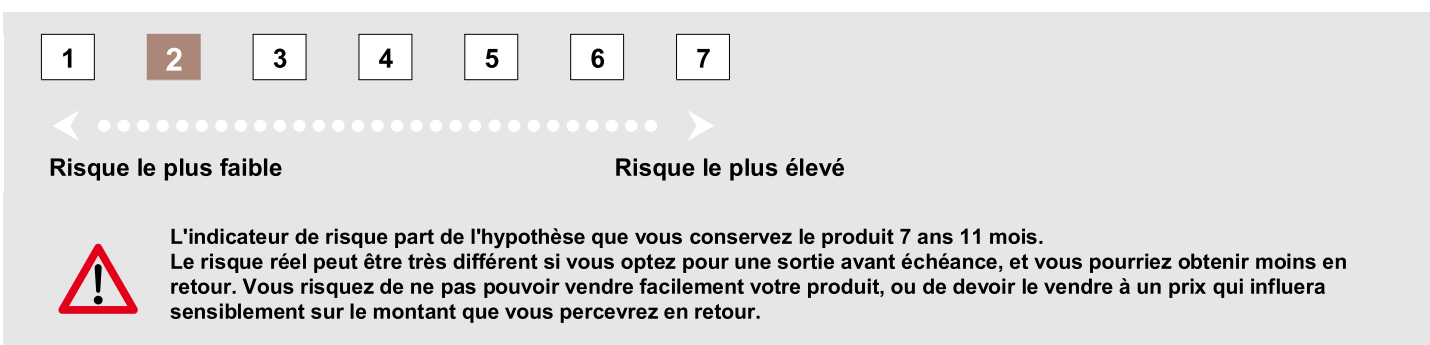 1 2 3 4 5 6 7
Risque le plus faible Risque le plus élevé
L'indicateur de risque part de l'hypothèse que vous conservez le produit 7 ans 11 mois.
Le risque réel peut être très différent si vous optez pour une sortie avant échéance, et vous pourriez obtenir moins en
retour. Vous risquez de ne pas pouvoir vendre facilement votre produit, ou de devoir le vendre à un prix qui influera
sensiblement sur le montant que vous percevrez en retour.